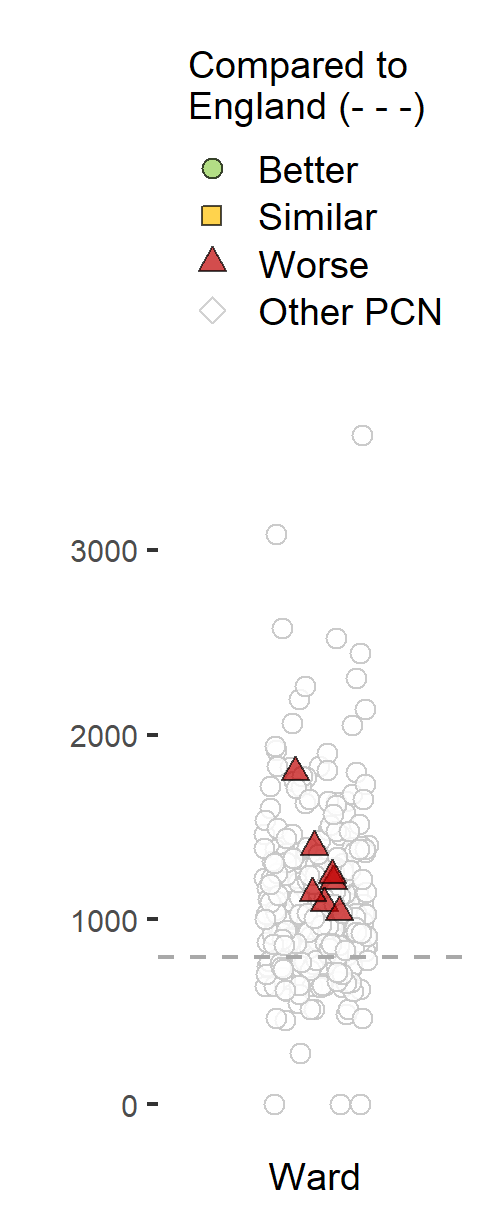 Compared to
England (- - -)
Better
Similar
Worse
Other PCN
3000
2000
1000
0
Ward